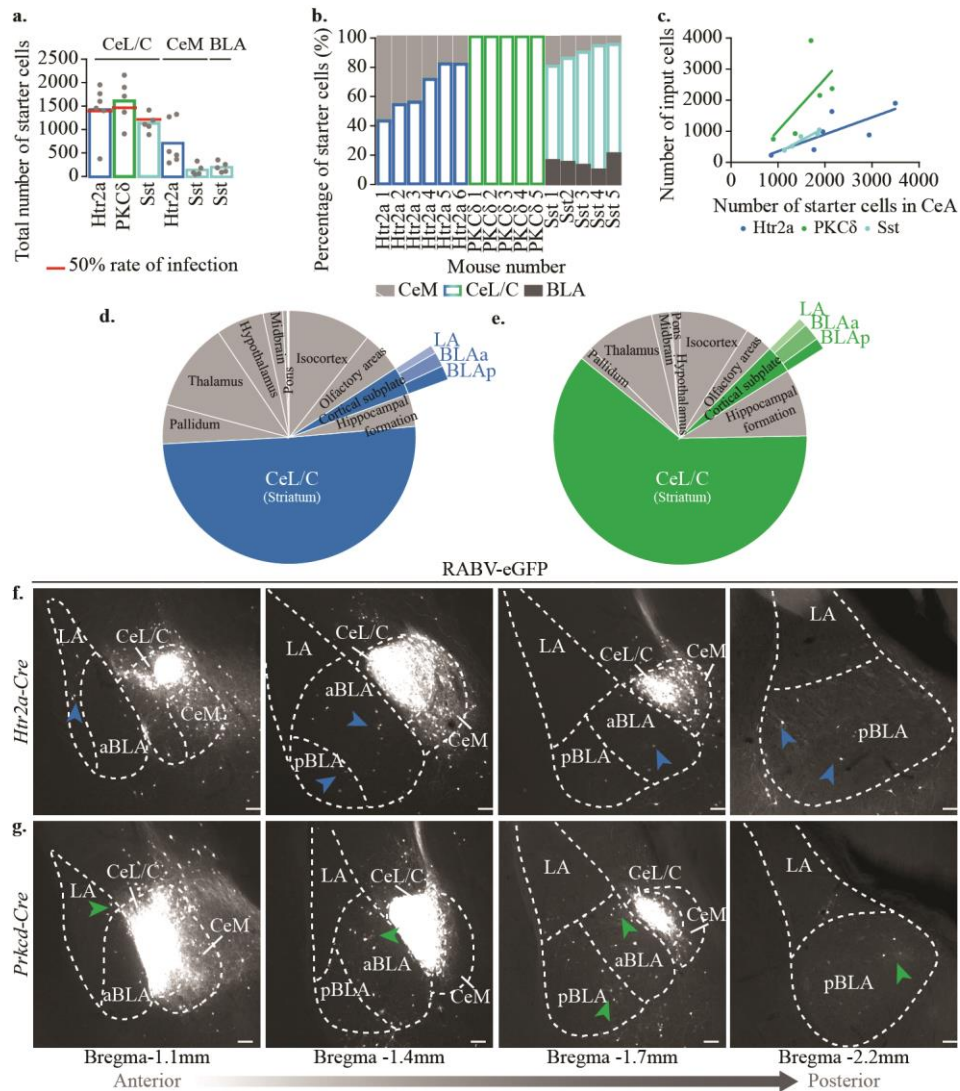 a.
CeL/C CeM BLA
Total number of starter cells
2500
2000
1500
1000
500
0
Htr2a
PKCδ
Sst
Htr2a
Sst
Sst
50% rate of infection
b.
Percentage of starter cells (%)
100
80
60
40
20
0
Htr2a 1
Htr2a 2
Htr2a 3
Htr2a 4
Htr2a 5
Htr2a 6
PKCδ 1
PKCδ 2
PKCδ 3
PKCδ 4
PKCδ 5
Sst 1
Sst2
Sst 3
Sst 4
Sst 5
Mouse number
CeM CeL/C BLA
c.
Number of input cells
4000
3000
2000
1000
0
1000 2000 3000 4000
Number of starter cells in CeA
Htr2a PKCδ Sst
d.
Isocortex
Olfactory areas
LA
BLAa
BLAp
Cortical subplate
Hippocampal
formation
CeL/C
(Striatum)
Pallidum
Thalamus
Hypothalamus
Midbrain
Pons
e.
Isocortex
Olfactory areas
LA
BLAa
BLAp
Cortical subplate
Hippocampal
formation
CeL/C
(Striatum)
Pallidum
Thalamus
Midbrain
Pons
Hypothalamus
RABV-eGFP
f.
Htr2a-Cre
LA
CeL/C
CeM
aBLA
LA
CeL/C
aBLA
pBLA
CeM
LA
CeL/C
CeM
aBLA
pBLA
LA
pBLA
g.
Prkcd-Cre
LA
CeL/C
CeM
aBLA
LA
CeL/C
aBLA
pBLA
CeM
LA
CeL/C
CeM
aBLA
pBLA
LA
pBLA
Bregma-1.1mm Bregma -1.4mm Bregma -1.7mm Bregma -2.2mm
Anterior Posterior